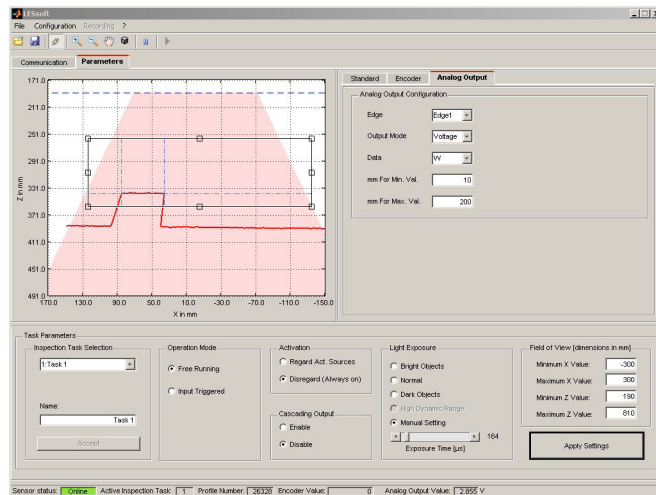 LESsoft
File Configuration Recording ?
Communication Parameters
171.0
211.0
251.0
291.0
331.0
371.0
411.0
451.0
491.0
Z in mm
170.0 130.0 90.0 50.0 10.0 -30.0 -70.0 -110.0 -150.0
X in mm
Standard Encoder Analog Output
Analog Output Configuration
Edge Edge1
Output Mode Voltage
Data W
mm For Min. Val. 10
mm For Max. Val. 200
Task Parameters
Inspection Task Selection
1:Task 1
Name:
Task 1
Accept
Operation Mode
Free Running
Input Triggered
Activation
Regard Act. Sources
Disregard (Always on)
Cascading Output
Enable
Disable
Light Exposure
Bright Objects
Normal
Dark Objects
High Dynamic Range
Manual Setting
164
Exposure Time [µs]
Field of View [dimensions in mm]
Minimum X Value: -300
Maximum X Value: 300
Minimum Z Value: 190
Maximum Z Value: 810
Apply Settings
Sensor status: Online Active Inspection Task: 1 Profile Number: 26328 Encoder Value: 0 Analog Output Value: 2.855 V